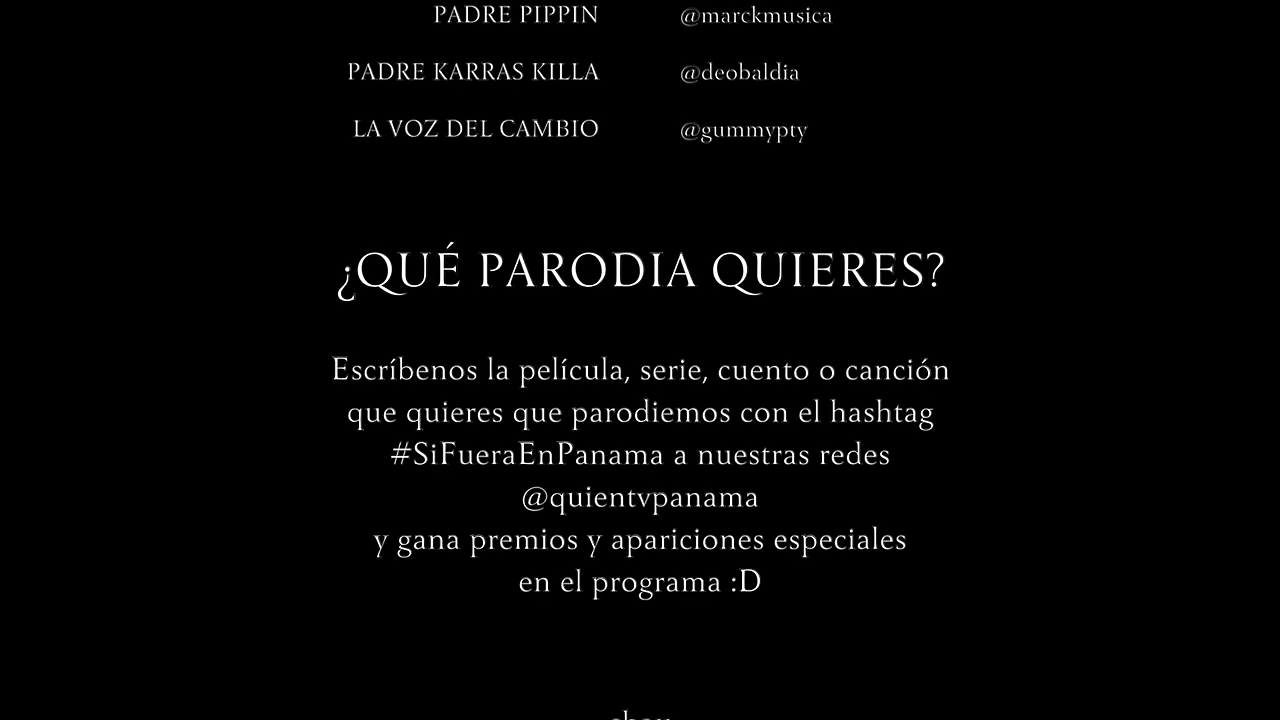 PADRE PIPPIN @marckmusica
PADRE KARRAS KILLA @deobaldia
LA VOZ DEL CAMBIO @gummypty
¿QUÉ PARODIA QUIERES?
Escríbenos la película, serie, cuento o canción
que quieres que parodiemos con el hashtag
#SiFueraEnPanama a nuestras redes
@quientvpanama
y gana premios y apariciones especiales
en el programa :D